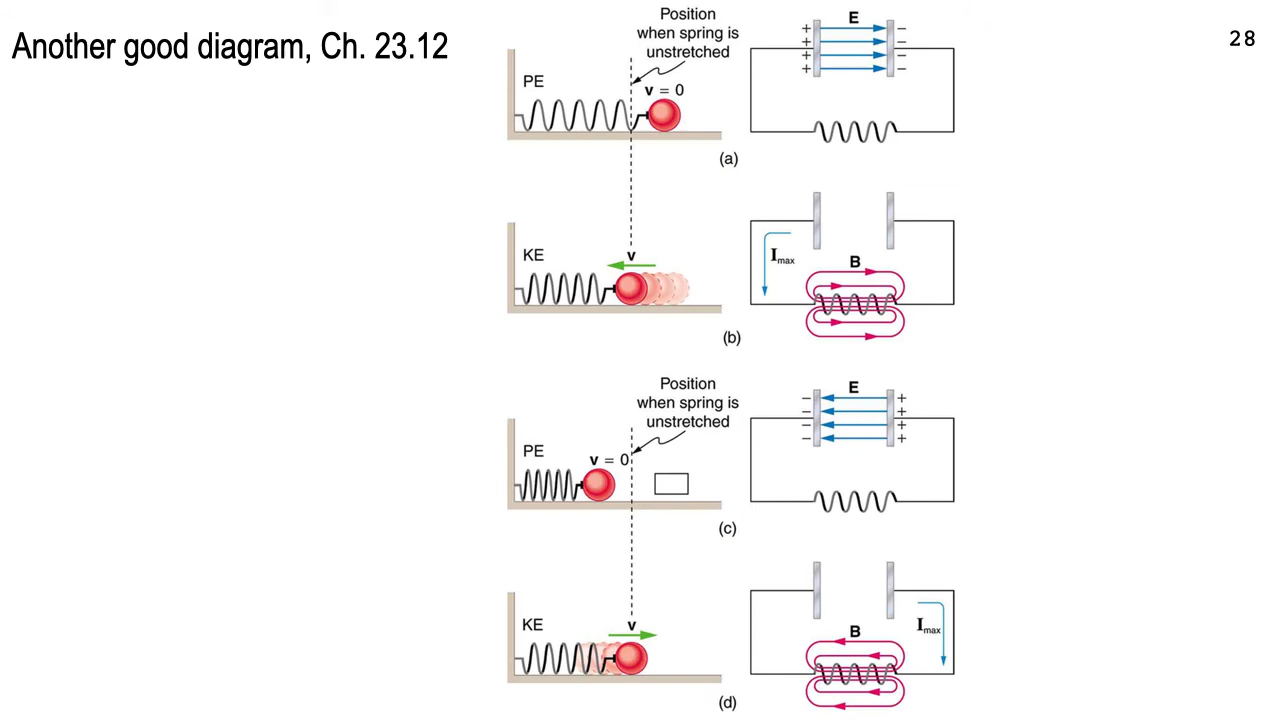 Another good diagram, Ch. 23.12
28
Position
when spring is
unstretched
PE
v = 0
E
+ −
+ −
+ −
+ −
(a)
KE
v
I max
B
(b)
Position
when spring is
unstretched
PE
v = 0
E
− +
− +
− +
− +
(c)
KE
v
B
I max
(d)